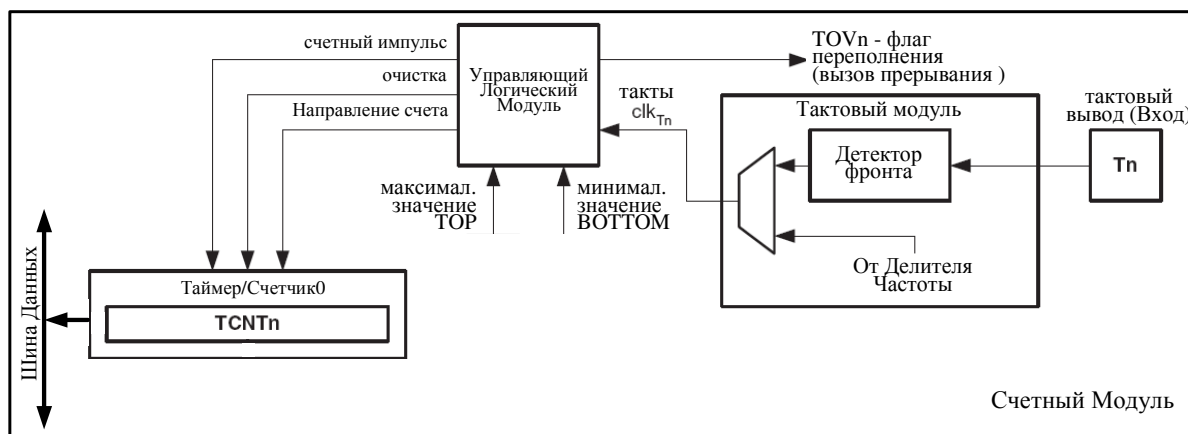 счетный импульс
очистка
Направление счета
Управляющий
Логический
Модуль
TOVn - флаг
переполнения
(вызов прерывания )
такты
clkTn
Тактовый модуль
Детектор
фронта
тактовый
вывод (Вход)
Tn
максимал.
значение
TOP
минимал.
значение
BOTTOM
От Делителя
Частоты
Шина Данных
Таймер/Счетчик0
TCNTn
Счетный Модуль